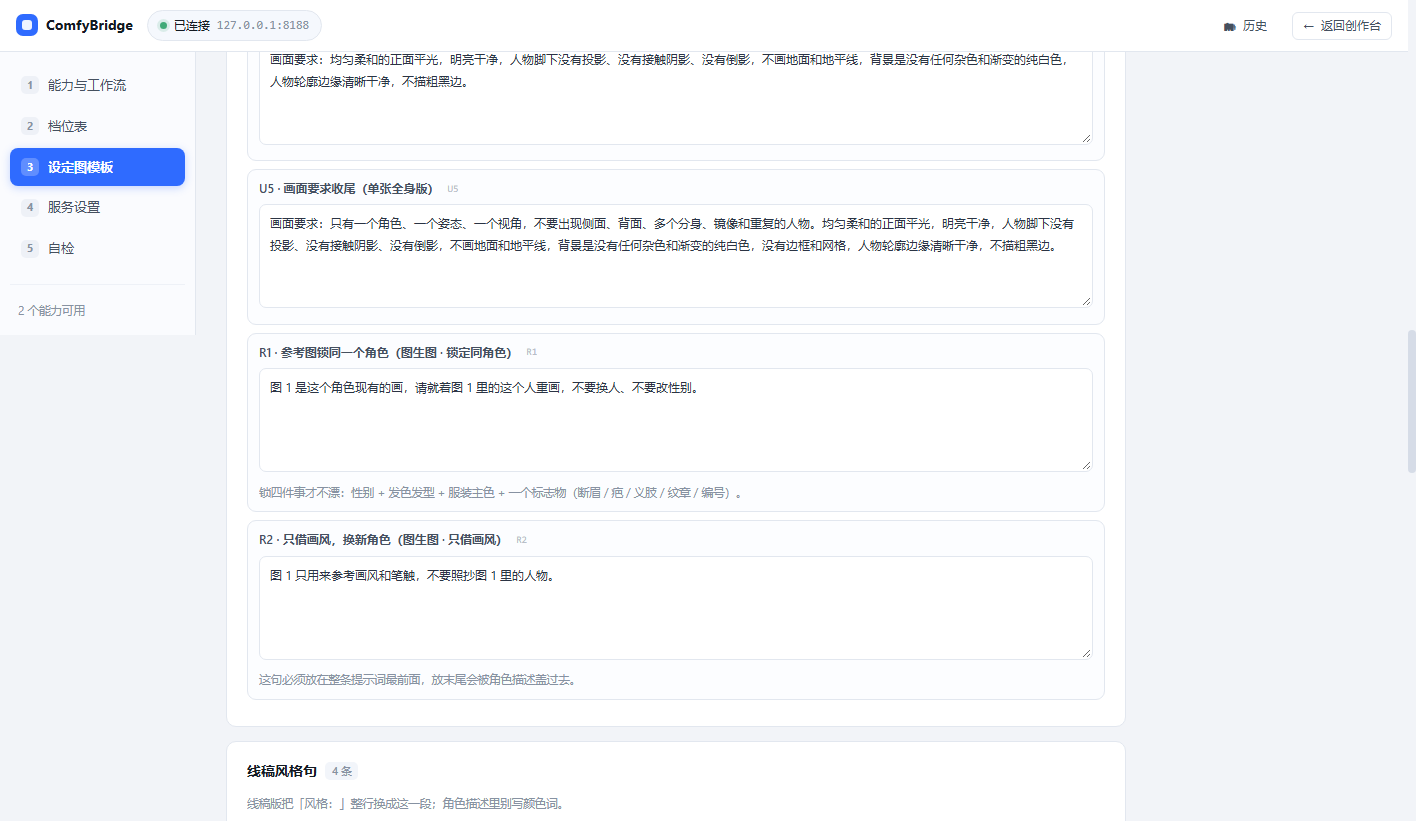 ComfyBridge
已连接 127.0.0.1:8188
历史
← 返回创作台
1 能力与工作流
2 档位表
3 设定图模板
4 服务设置
5 自检
2 个能力可用
画面要求：均匀柔和的正面平光，明亮干净，人物脚下没有投影、没有接触阴影、没有倒影，不画地面和地平线，背景是没有任何杂色和渐变的纯白色，
人物轮廓边缘清晰干净，不描粗黑边。
U5 · 画面要求收尾（单张全身版） U5
画面要求：只有一个角色、一个姿态、一个视角，不要出现侧面、背面、多个分身、镜像和重复的人物。均匀柔和的正面平光，明亮干净，人物脚下没有
投影、没有接触阴影、没有倒影，不画地面和地平线，背景是没有任何杂色和渐变的纯白色，没有边框和网格，人物轮廓边缘清晰干净，不描粗黑边。
R1 · 参考图锁同一个角色（图生图 · 锁定同角色） R1
图 1 是这个角色现有的画，请就着图 1 里的这个人重画，不要换人、不要改性别。
锁四件事才不漂：性别 + 发色发型 + 服装主色 + 一个标志物（断眉 / 疤 / 义肢 / 纹章 / 编号）。
R2 · 只借画风，换新角色（图生图 · 只借画风） R2
图 1 只用来参考画风和笔触，不要照抄图 1 里的人物。
这句必须放在整条提示词最前面，放末尾会被角色描述盖过去。
线稿风格句 4 条
线稿版把「风格：」整行换成这一段；角色描述里别写颜色词。